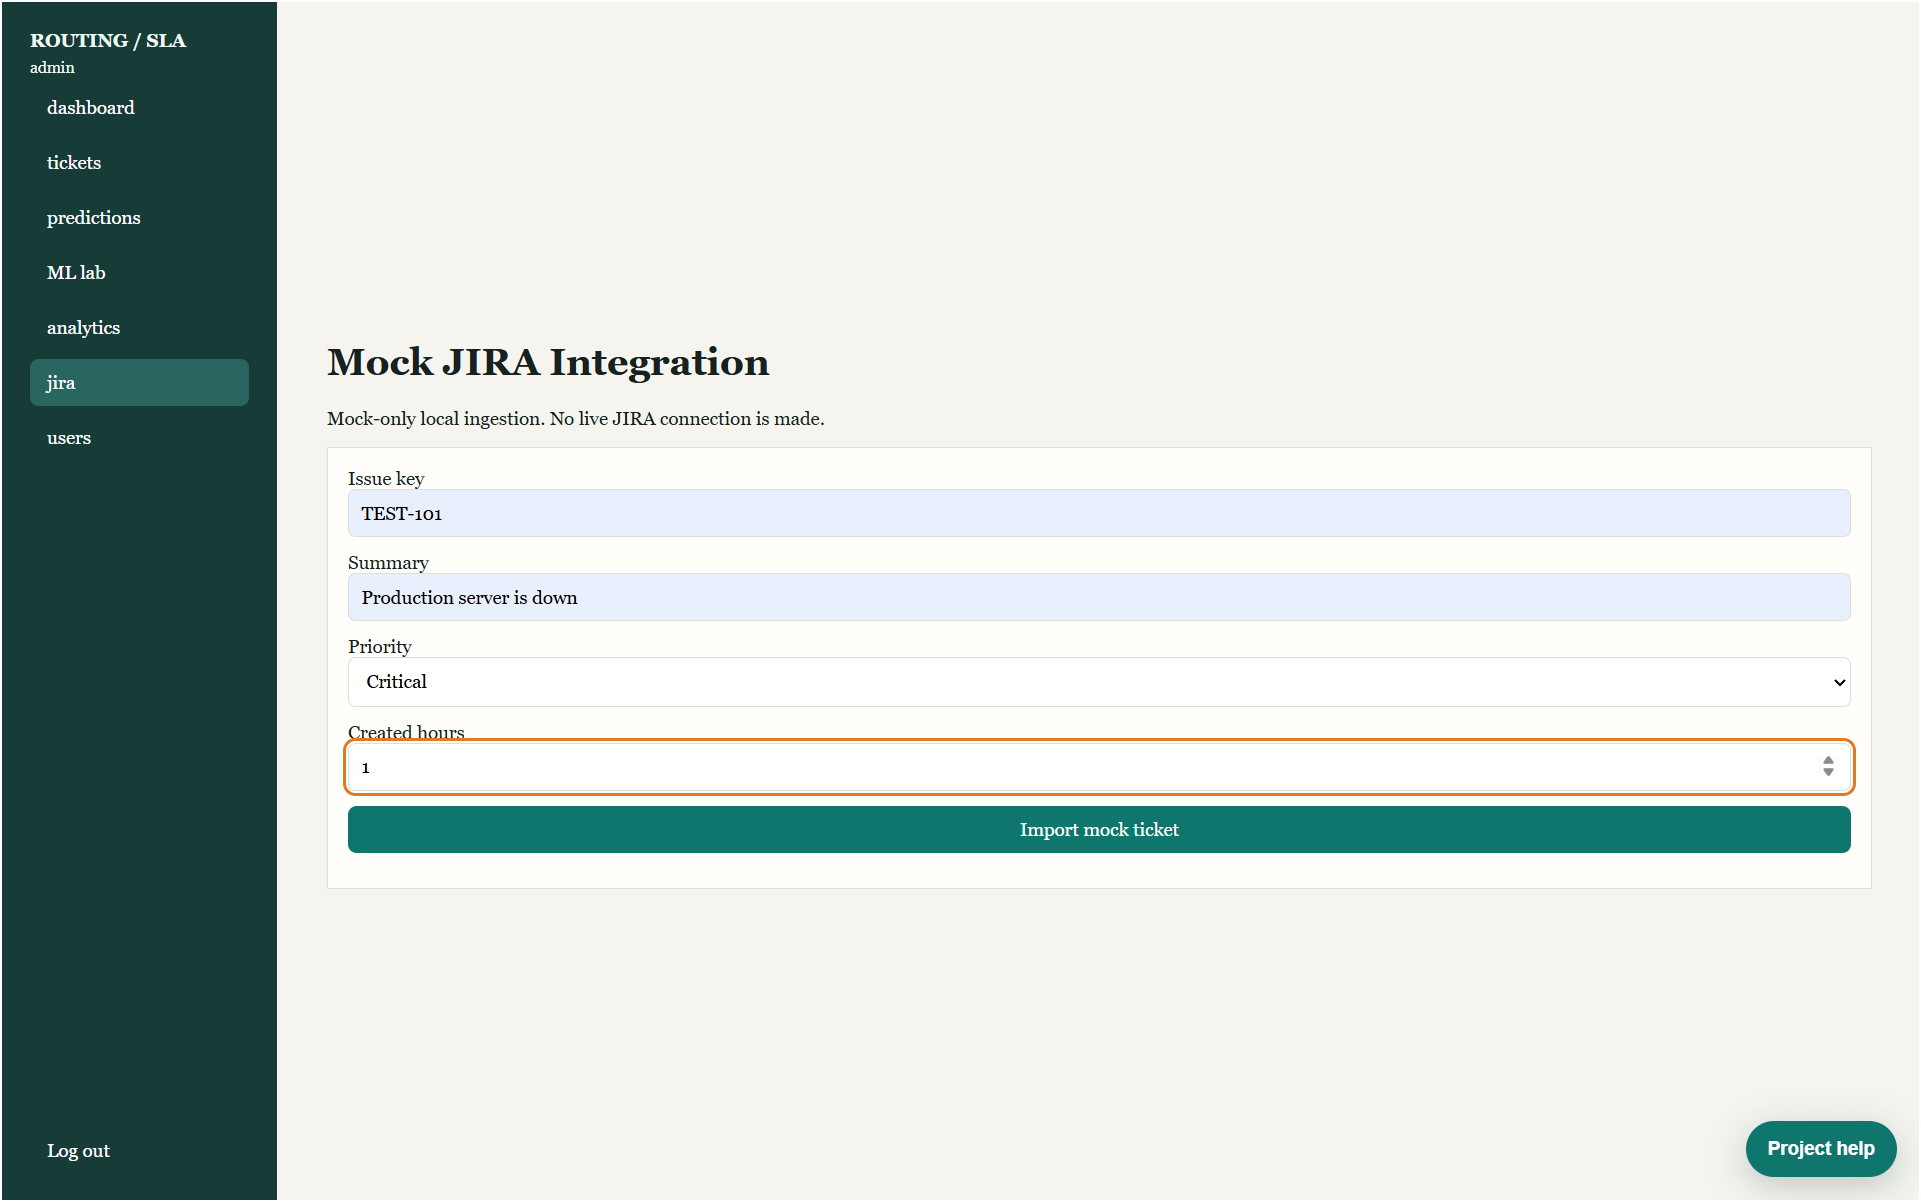 ROUTING / SLA
admin
dashboard
tickets
predictions
ML lab
analytics
jira
users
Log out
Mock JIRA Integration
Mock-only local ingestion. No live JIRA connection is made.
Issue key
TEST-101
Summary
Production server is down
Priority
Critical
Created hours
1
Import mock ticket
Project help